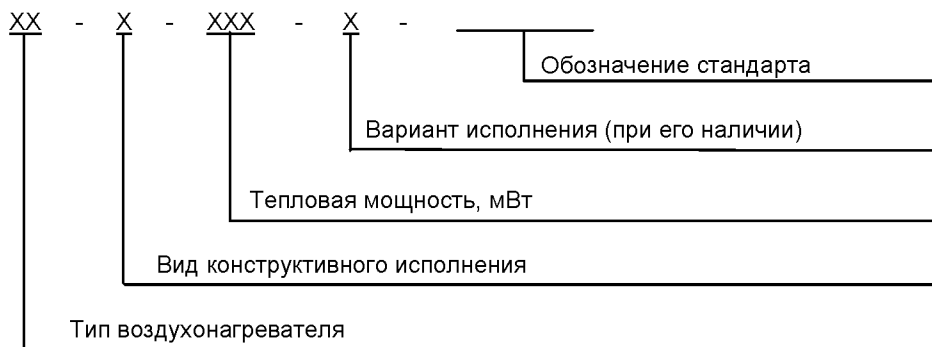 XX - X - XXX - X -
Обозначение стандарта
Вариант исполнения (при его наличии)
Тепловая мощность, мВт
Вид конструктивного исполнения
Тип воздухонагревателя